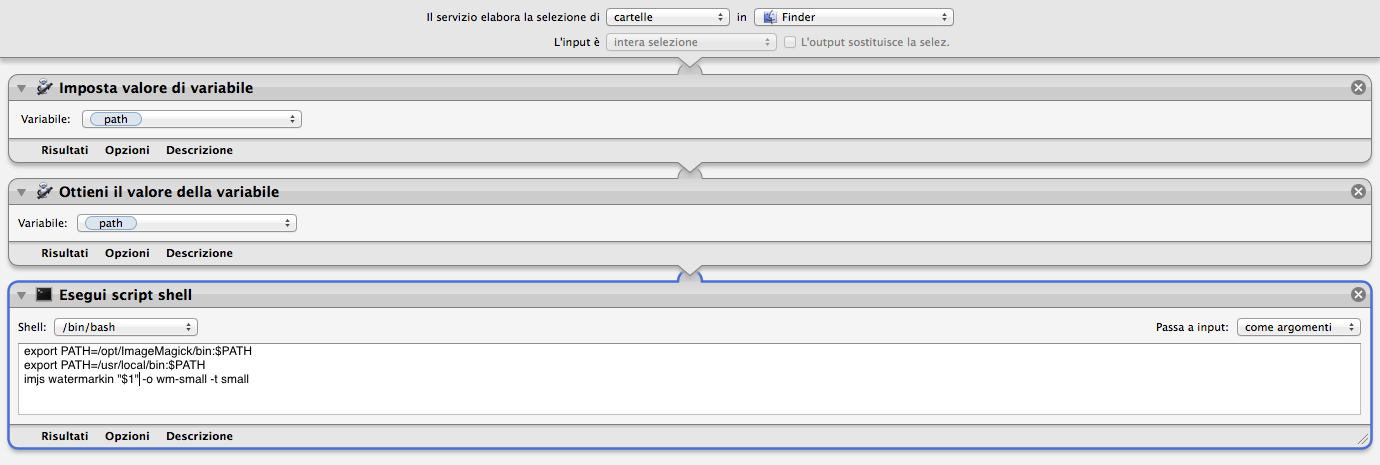 Il servizio elabora la selezione di cartelle in Finder
L'input è intera selezione L'output sostituisce la selez.
Imposta valore di variabile
Variabile: path
Risultati Opzioni Descrizione
Ottieni il valore della variabile
Variabile: path
Risultati Opzioni Descrizione
Esegui script shell
Shell: /bin/bash Passa a input: come argomenti
export PATH=/opt/ImageMagick/bin:$PATH
export PATH=/usr/local/bin:$PATH
imjs watermarkin "$1" -o wm-small -t small
Risultati Opzioni Descrizione